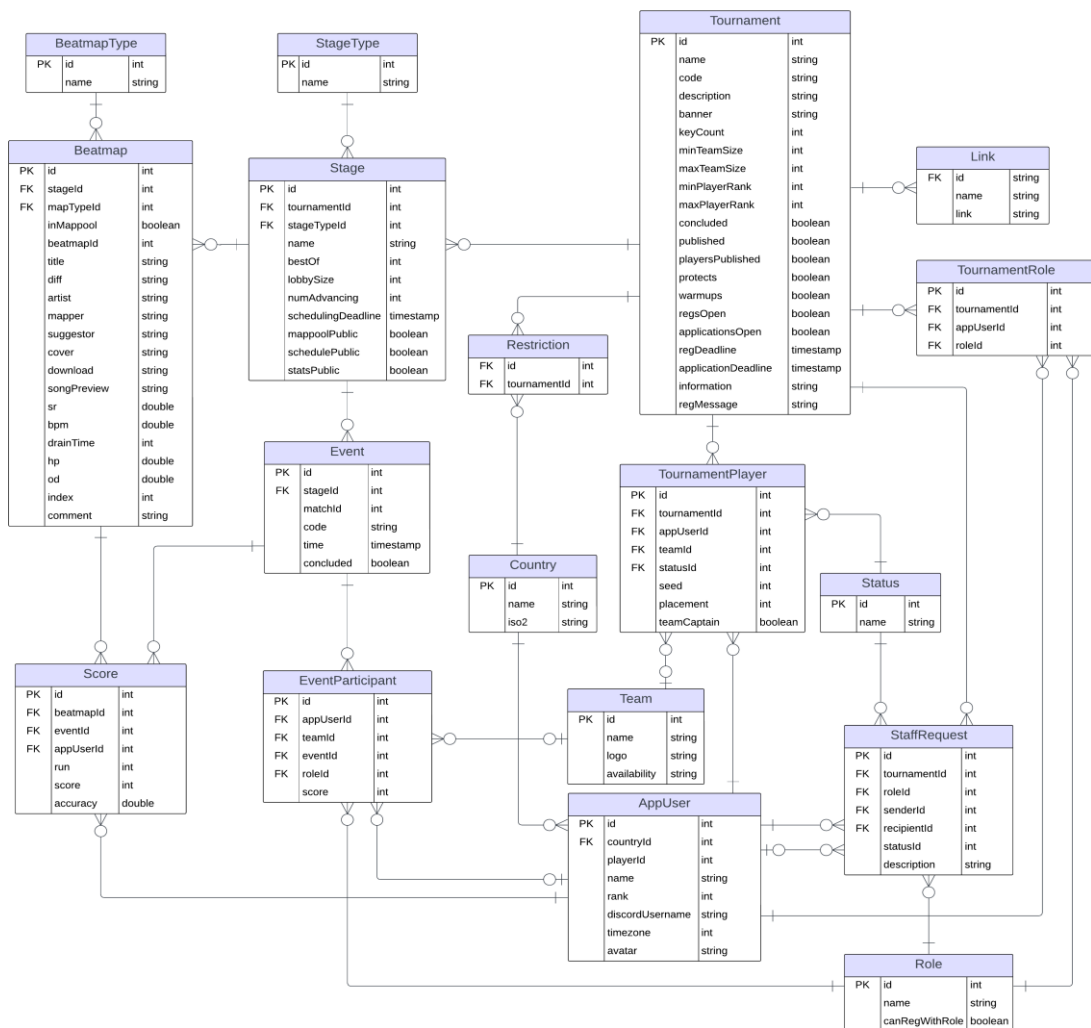 BeatmapType
PK id int
name string
StageType
PK id int
name string
Tournament
PK id int
name string
code string
description string
banner string
keyCount int
minTeamSize int
maxTeamSize int
minPlayerRank int
maxPlayerRank int
concluded boolean
published boolean
playersPublished boolean
protects boolean
warmups boolean
regsOpen boolean
applicationsOpen boolean
regDeadline timestamp
applicationDeadline timestamp
information string
regMessage string
Beatmap
PK id int
FK stageId int
FK mapTypeId int
inMappool boolean
beatmapId int
title string
diff string
artist string
mapper string
suggestor string
cover string
download string
songPreview string
sr double
bpm double
drainTime int
hp double
od double
index int
comment string
Stage
PK id int
FK tournamentId int
FK stageTypeId int
name string
bestOf int
lobbySize int
numAdvancing int
schedulingDeadline timestamp
mappoolPublic boolean
schedulePublic boolean
statsPublic boolean
Link
FK id string
name string
link string
TournamentRole
PK id int
FK tournamentId int
FK appUserId int
FK roleId int
Restriction
FK id int
FK tournamentId int
Event
PK id int
FK stageId int
matchId int
code string
time timestamp
concluded boolean
TournamentPlayer
PK id int
FK tournamentId int
FK appUserId int
FK teamId int
FK statusId int
seed int
placement int
teamCaptain boolean
Country
PK id int
name string
iso2 string
Status
PK id int
name string
Score
PK id int
FK beatmapId int
FK eventId int
FK appUserId int
run int
score int
accuracy double
EventParticipant
PK id int
FK appUserId int
FK teamId int
FK eventId int
FK roleId int
score int
Team
PK id int
name string
logo string
availability string
StaffRequest
PK id int
FK tournamentId int
FK roleId int
FK senderId int
FK recipientId int
statusId int
description string
AppUser
PK id int
FK countryId int
playerId int
name string
rank int
discordUsername string
timezone int
avatar string
Role
PK id int
name string
canRegWithRole boolean